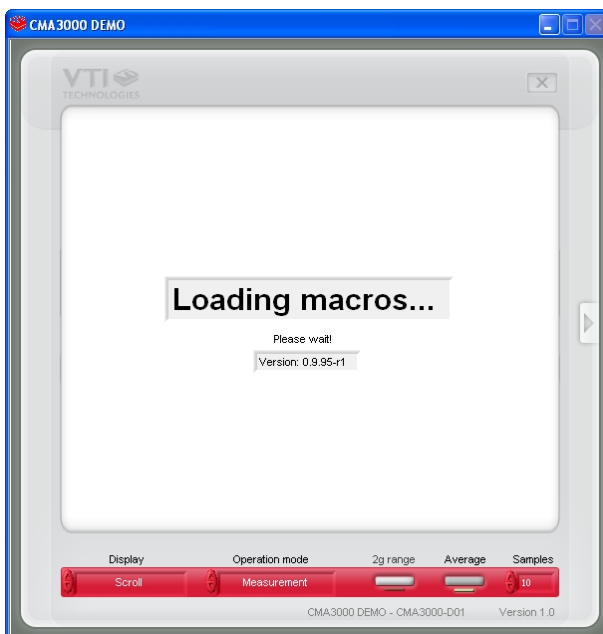 CMA3000 DEMO
VTI
TECHNOLOGIES
Loading macros...
Please wait!
Version: 0.9.95-r1
Display Operation mode 2g range Average Samples
Scroll Measurement 10
CMA3000 DEMO - CMA3000-D01 Version 1.0